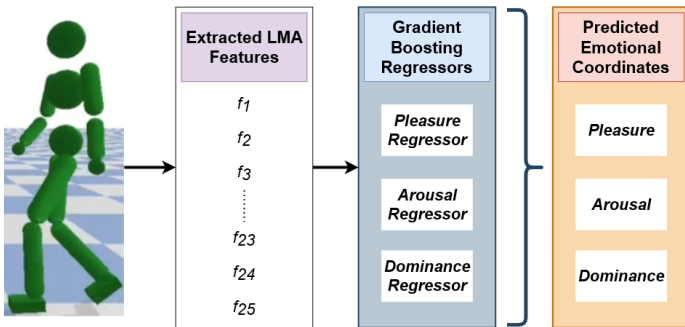 Extracted LMA
Features
f1
f2
f3
........
f23
f24
f25
Gradient
Boosting
Regressors
Pleasure
Regressor
Arousal
Regressor
Dominance
Regressor
Predicted
Emotional
Coordinates
Pleasure
Arousal
Dominance